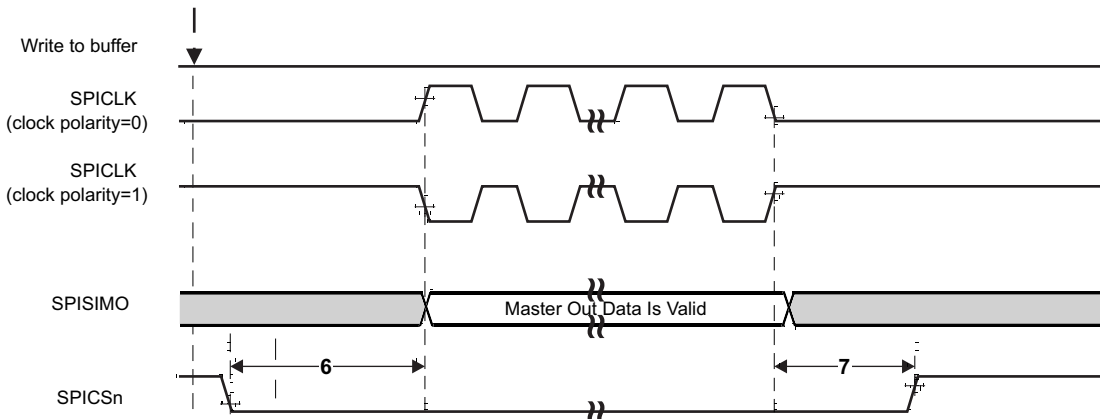 Write to buffer
SPICLK
(clock polarity=0)
SPICLK
(clock polarity=1)
SPISIMO
Master Out Data Is Valid
6
7
SPICSn